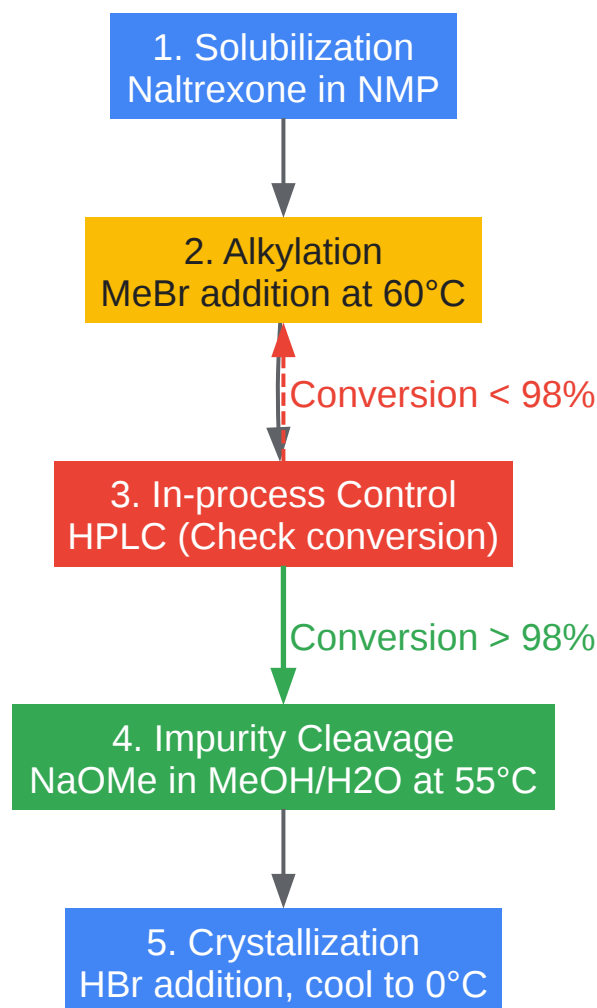 1. Solubilization
Naltrexone in NMP
2. Alkylation
MeBr addition at 60°C
Conversion < 98%
3. In-process Control
HPLC (Check conversion)
Conversion > 98%
4. Impurity Cleavage
NaOMe in MeOH/H2O at 55°C
5. Crystallization
HBr addition, cool to 0°C